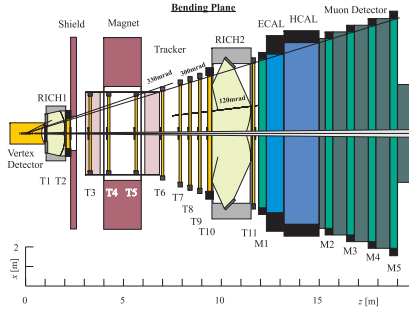 Bending Plane
Shield Magnet Muon Detector
ECAL HCAL
Tracker RICH2
330mrad 300mrad
RICH1 120mrad
Vertex
Detector
T1 T2 T3 T4 T5 T6 T7
T8
T9
T10 T11 M1 M2
M3
M4
M5
x [m] 2
1
0 5 10 15 z [m]